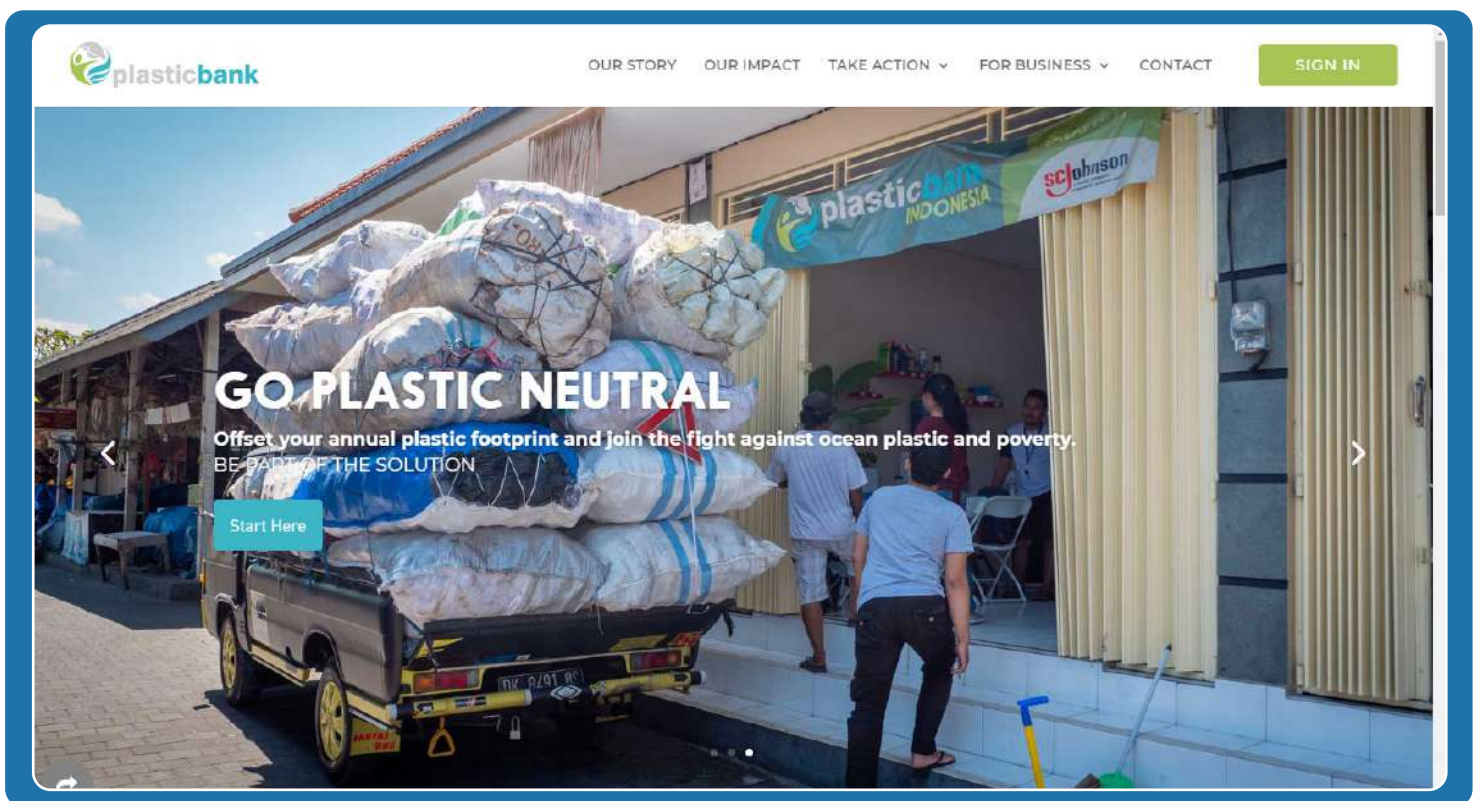 plasticbank
OUR STORY OUR IMPACT TAKE ACTION FOR BUSINESS CONTACT SIGN IN
plasticbank
INDONESIA
scjohnson
GO PLASTIC NEUTRAL
Offset your annual plastic footprint and join the fight against ocean plastic and poverty.
BE PART OF THE SOLUTION
Start Here